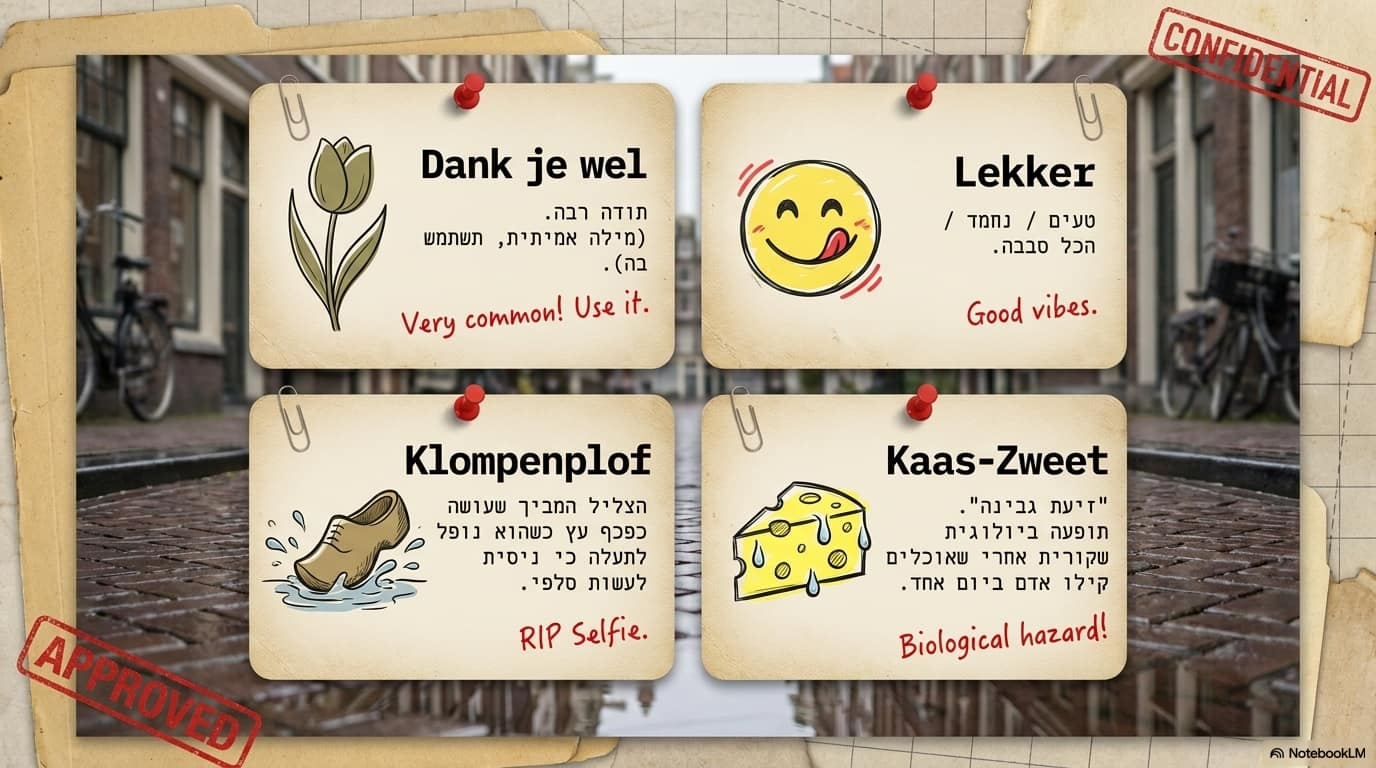 CONFIDENTIAL
Dank je wel
תודה רבה.
(מילה אמיתית, תשתמש
בה).
Very common! Use it.
Lekker
טעים / נחמד /
הכל סבבה.
Good vibes.
Klompenplof
הצליל המביך שעושה
כפכף עץ כשהוא נופל
לתעלה כי ניסית
לעשות סלפי.
RIP Selfie.
Kaas-Zweet
"זיעת גבינה".
תופעה ביולוגית
שקורית אחרי שאוכלים
קילו אדם ביום אחד.
Biological hazard!
APPROVED
NotebookLM